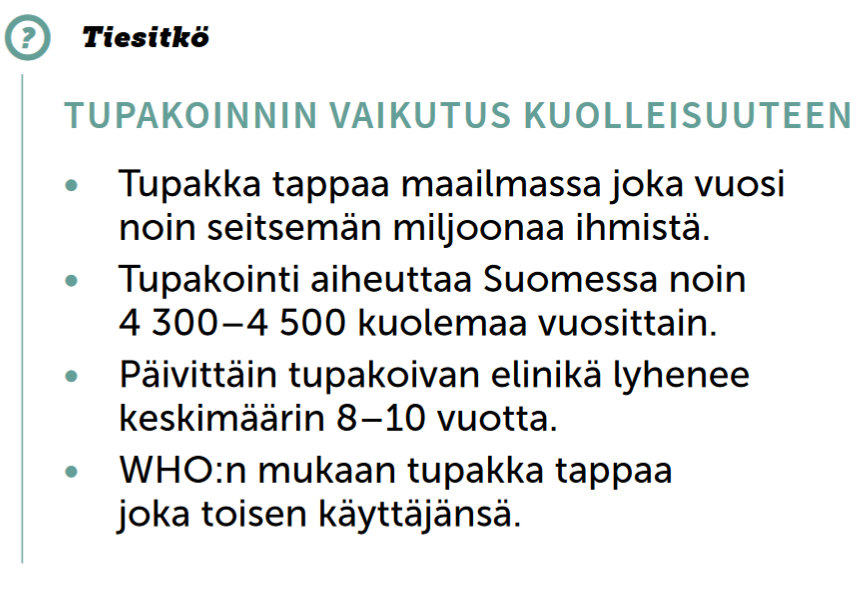 ?
Tiesitkö
TUPAKOINNIN VAIKUTUS KUOLLEISUUTEEN
• Tupakka tappaa maailmassa joka vuosi
noin seitsemän miljoonaa ihmistä.
• Tupakointi aiheuttaa Suomessa noin
4 300–4 500 kuolemaa vuosittain.
• Päivittäin tupakoivan elinikä lyhenee
keskimäärin 8–10 vuotta.
• WHO:n mukaan tupakka tappaa
joka toisen käyttäjänsä.